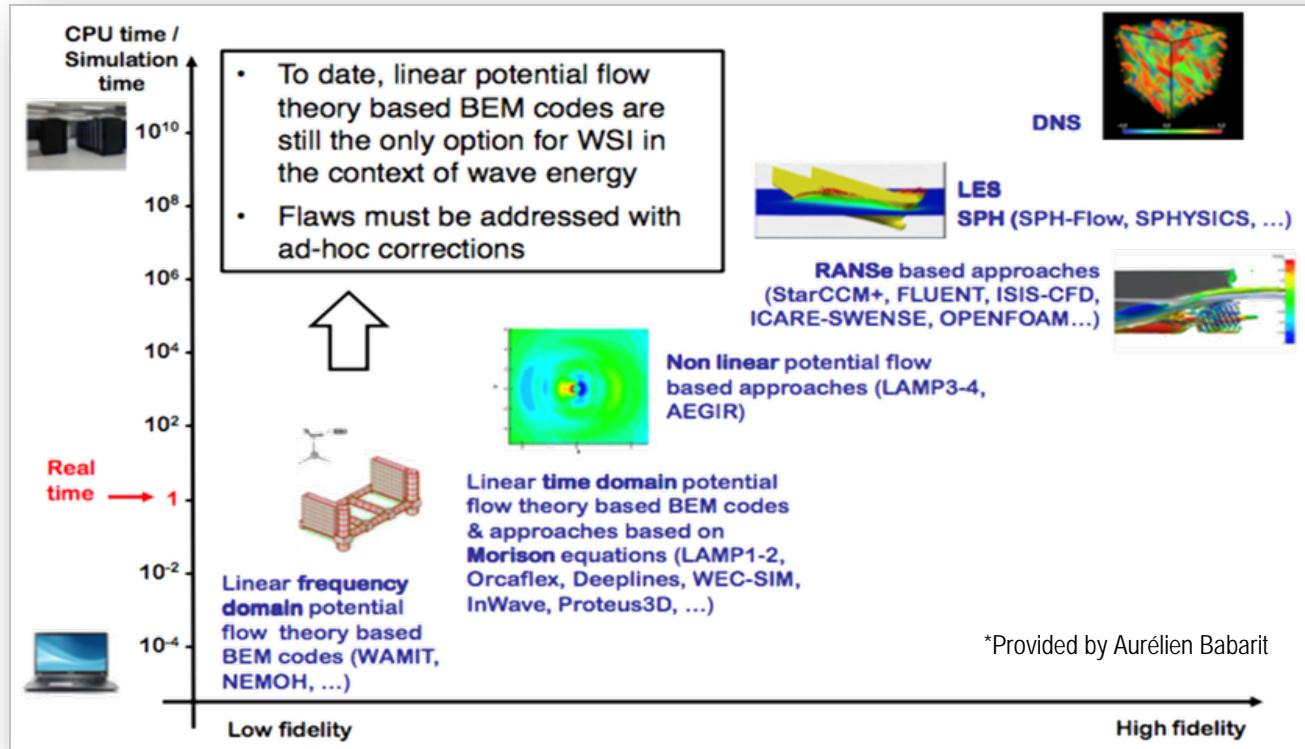 CPU time /
Simulation
time
• To date, linear potential flow
theory based BEM codes are
still the only option for WSI in
the context of wave energy
• Flaws must be addressed with
ad-hoc corrections
10¹⁰
10⁸
10⁶
10⁴
10²
Real
time
1
10⁻²
10⁻⁴
DNS
LES
SPH (SPH-Flow, SPHYSICS, …)
RANSe based approaches
(StarCCM+, FLUENT, ISIS-CFD,
ICARE-SWENSE, OPENFOAM…)
Non linear potential flow
based approaches (LAMP3-4,
AEGIR)
Linear time domain potential
flow theory based BEM codes
& approaches based on
Morison equations (LAMP1-2,
Orcaflex, Deeplines, WEC-SIM,
InWave, Proteus3D, …)
Linear frequency
domain potential
flow theory based
BEM codes (WAMIT,
NEMOH, …)
*Provided by Aurélien Babarit
Low fidelity
High fidelity